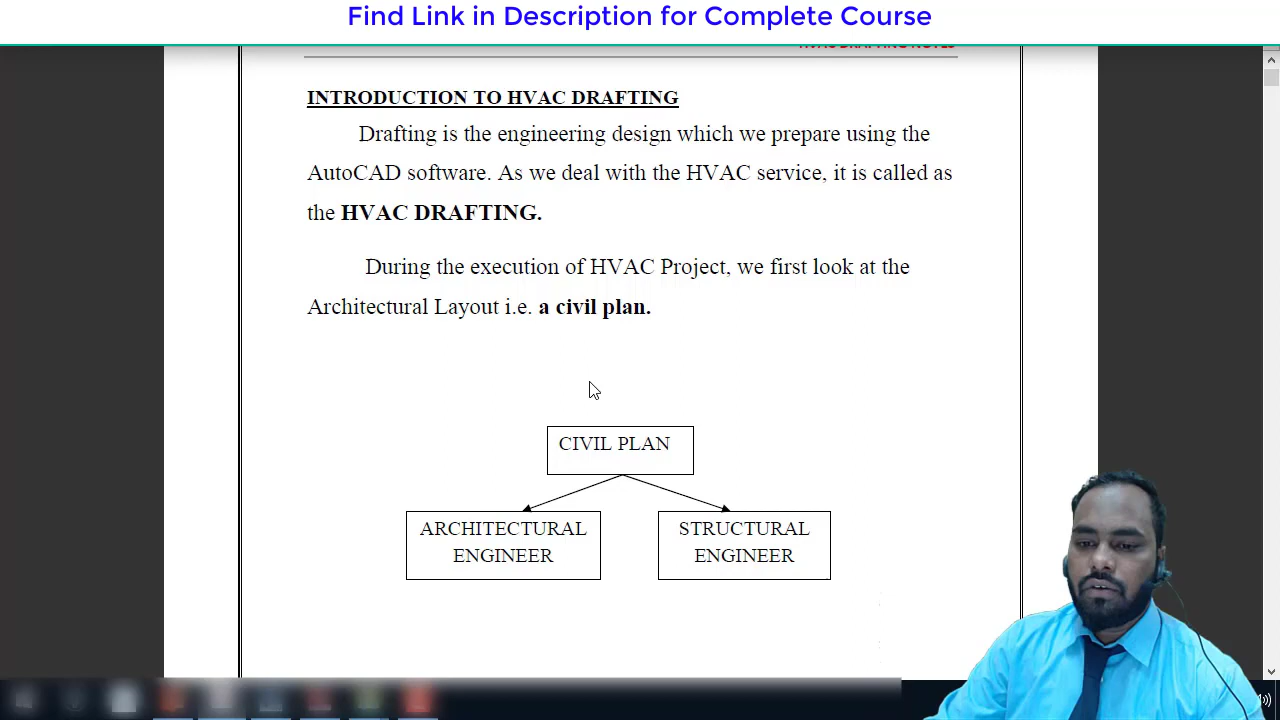 Find Link in Description for Complete Course
HVAC DRAFTING NOTES
INTRODUCTION TO HVAC DRAFTING
Drafting is the engineering design which we prepare using the
AutoCAD software. As we deal with the HVAC service, it is called as
the HVAC DRAFTING.
During the execution of HVAC Project, we first look at the
Architectural Layout i.e. a civil plan.
CIVIL PLAN
ARCHITECTURAL
ENGINEER
STRUCTURAL
ENGINEER